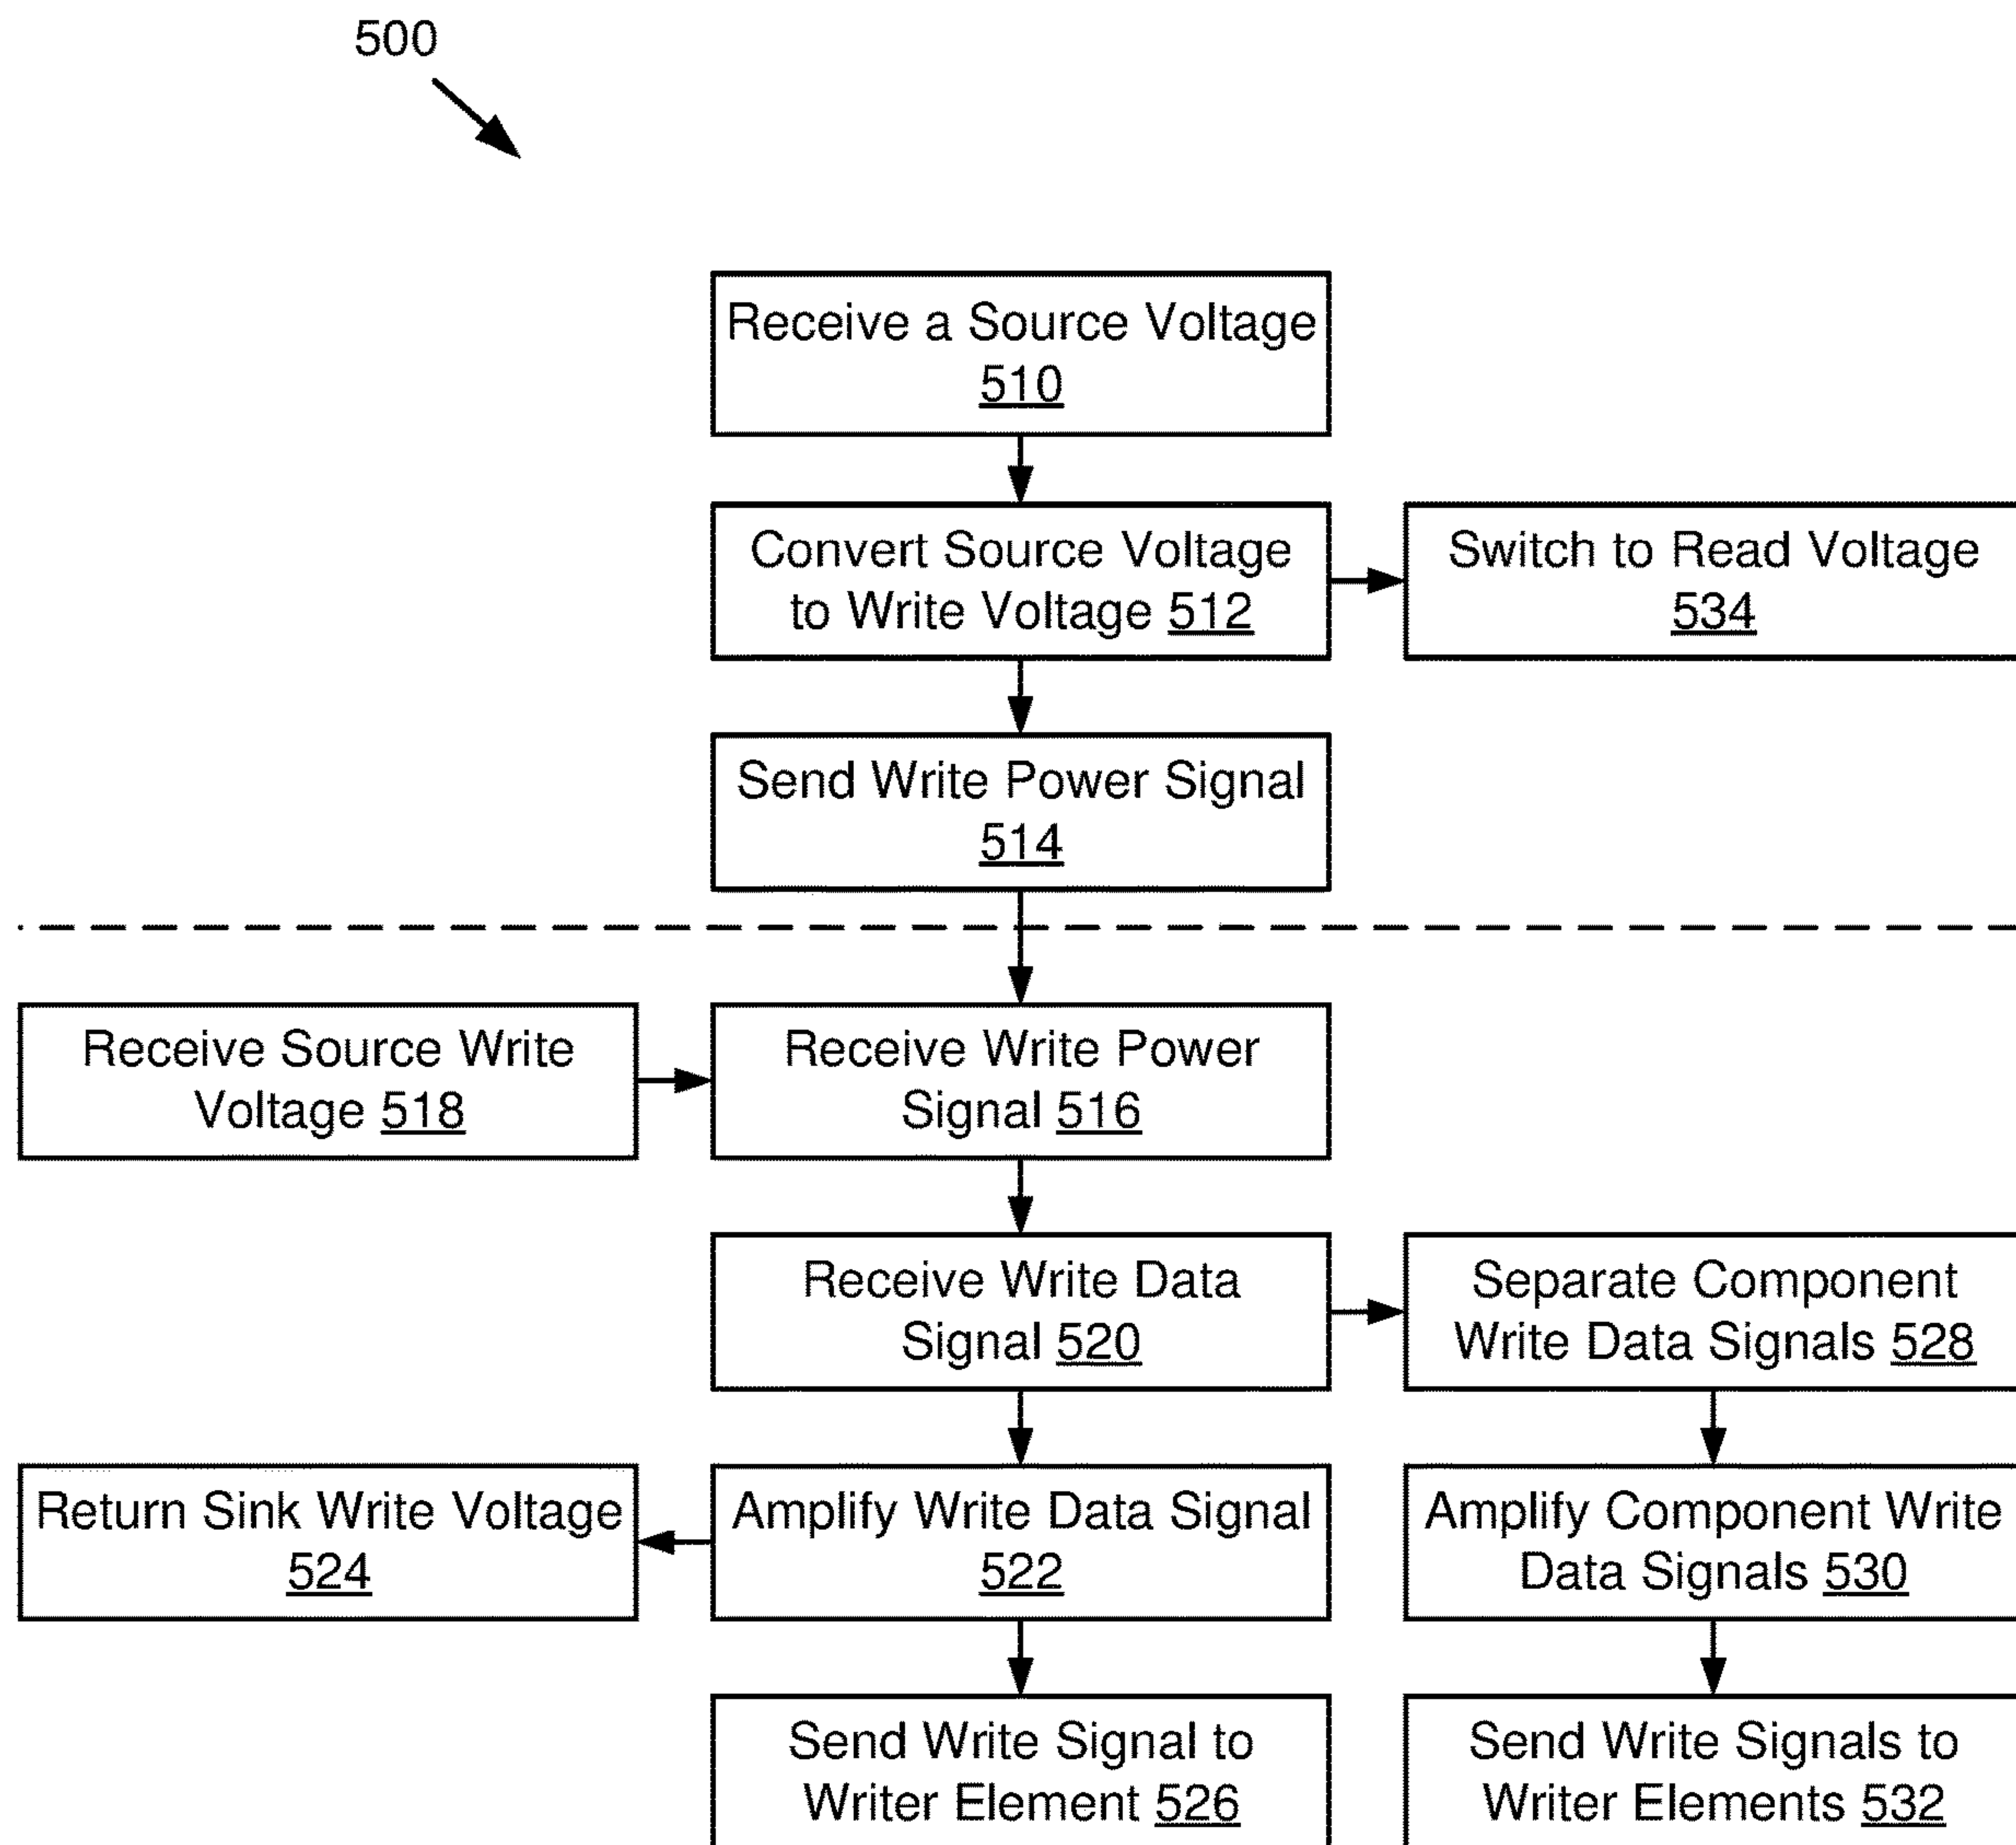 500
Receive a Source Voltage
510
Convert Source Voltage
to Write Voltage 512
Switch to Read Voltage
534
Send Write Power Signal
514
Receive Source Write
Voltage 518
Receive Write Power
Signal 516
Receive Write Data
Signal 520
Separate Component
Write Data Signals 528
Return Sink Write Voltage
524
Amplify Write Data Signal
522
Amplify Component Write
Data Signals 530
Send Write Signal to
Writer Element 526
Send Write Signals to
Writer Elements 532